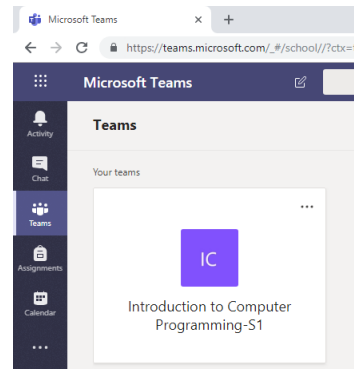 Microsoft Teams
https://teams.microsoft.com/_#/school//?ctx=
Microsoft Teams
Activity
Teams
Chat
Your teams
Teams
IC
Assignments
Introduction to Computer
Calendar
Programming-S1